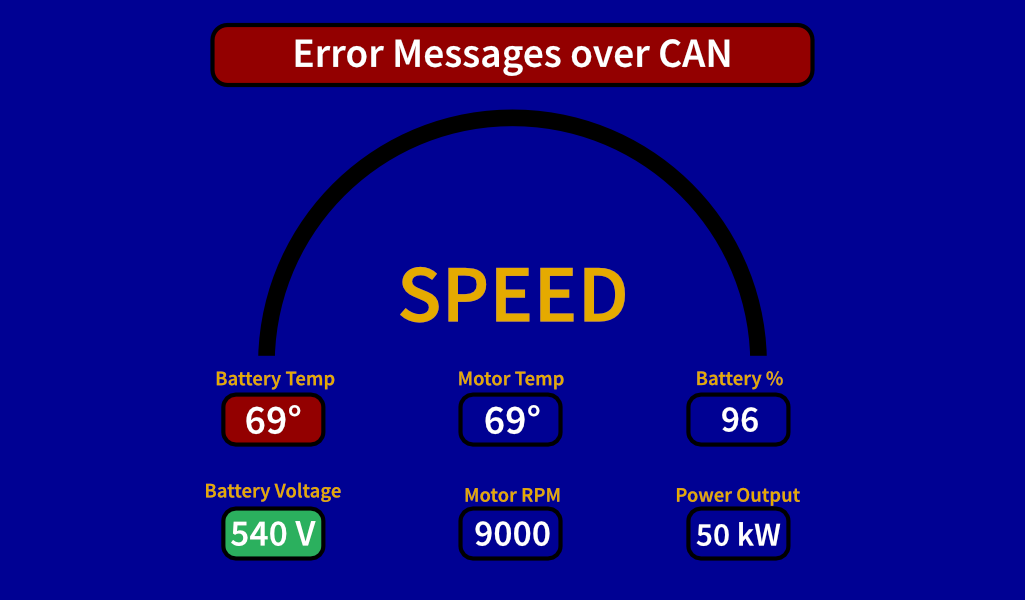 Error Messages over CAN
SPEED
Battery Temp
Motor Temp
Battery %
69°
69°
96
Battery Voltage
Motor RPM
Power Output
540 V
9000
50 kW